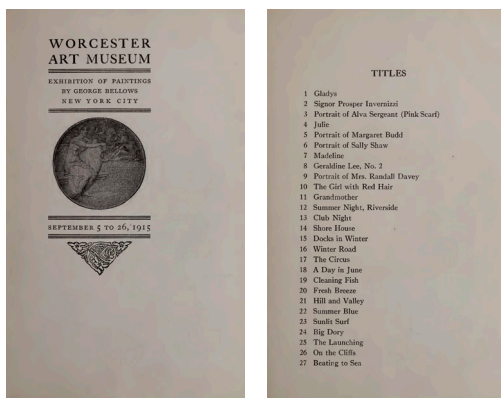 WORCESTER
ART MUSEUM
EXHIBITION OF PAINTINGS
BY GEORGE BELLOWS
NEW YORK CITY
SEPTEMBER 5 TO 26, 1915
TITLES
1 Gladys
2 Signor Prosper Invernizzi
3 Portrait of Alva Sergeant (Pink Scarf)
4 Julie
5 Portrait of Margaret Budd
6 Portrait of Sally Shaw
7 Madeline
8 Geraldine Lee, No. 2
9 Portrait of Mrs. Randall Davey
10 The Girl with Red Hair
11 Grandmother
12 Summer Night, Riverside
13 Club Night
14 Shore House
15 Docks in Winter
16 Winter Road
17 The Circus
18 A Day in June
19 Cleaning Fish
20 Fresh Breeze
21 Hill and Valley
22 Summer Blue
23 Sunlit Surf
24 Big Dory
25 The Launching
26 On the Cliffs
27 Beating to Sea